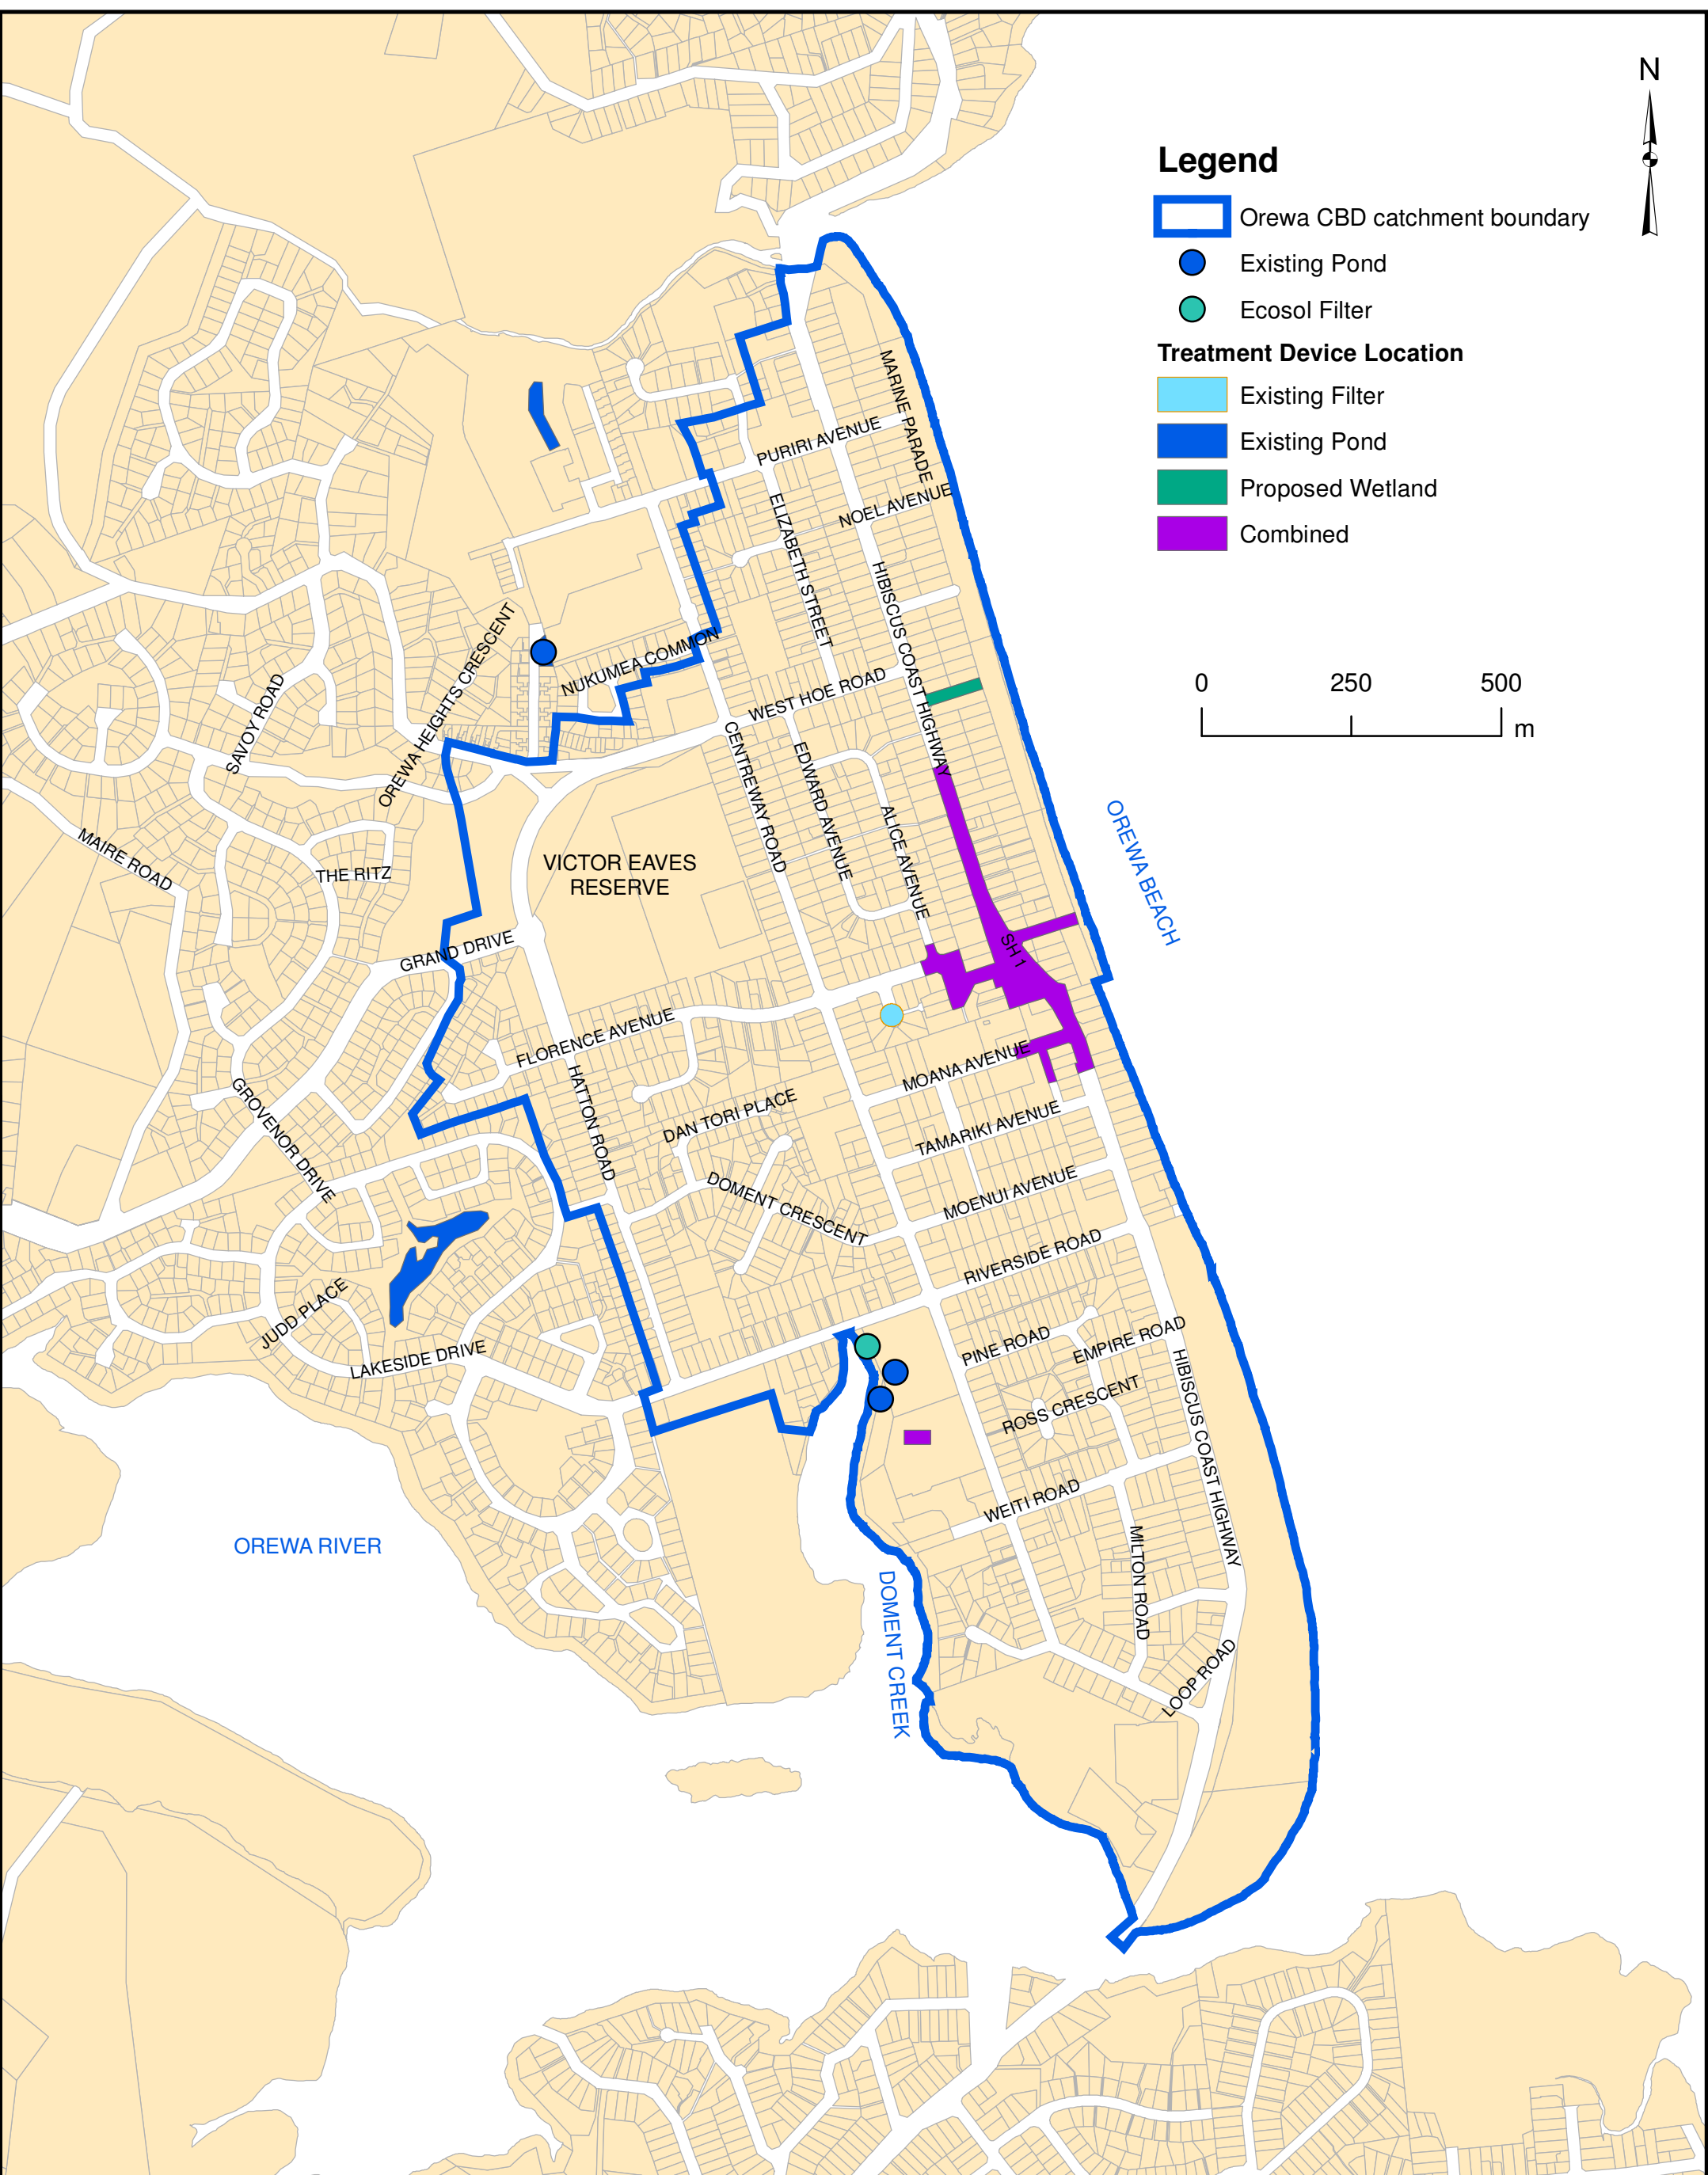 N
Legend
Orewa CBD catchment boundary
Existing Pond
Ecosol Filter
Treatment Device Location
Existing Filter
Existing Pond
Proposed Wetland
Combined
0 250 500
m
MARINE PARADE
PURIRI AVENUE
NOEL AVENUE
ELIZABETH STREET
HIBISCUS COAST HIGHWAY
NUKUMEA COMMON
OREWA HEIGHTS CRESCENT
WEST HOE ROAD
SAVOY ROAD
CENTREWAY ROAD
EDWARD AVENUE
ALICE AVENUE
OREWA BEACH
MAIRE ROAD
THE RITZ
VICTOR EAVES
RESERVE
GRAND DRIVE
SH 1
FLORENCE AVENUE
MOANA AVENUE
GROVENOR DRIVE
HATTON ROAD
DAN TORI PLACE
TAMARIKI AVENUE
DOMENT CRESCENT
MOENUI AVENUE
RIVERSIDE ROAD
JUDD PLACE
LAKESIDE DRIVE
PINE ROAD
EMPIRE ROAD
ROSS CRESCENT
HIBISCUS COAST HIGHWAY
WEITI ROAD
OREWA RIVER
MILTON ROAD
DOMENT CREEK
LOOP ROAD